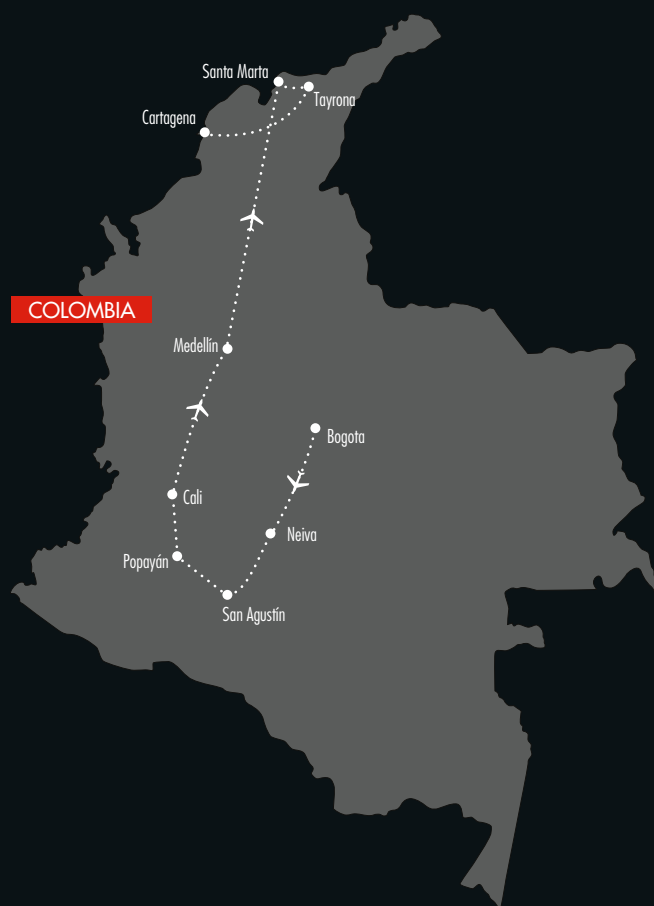 Santa Marta
Tayrona
Cartagena
COLOMBIA
Medellín
Bogota
Cali
Neiva
Popayán
San Agustín